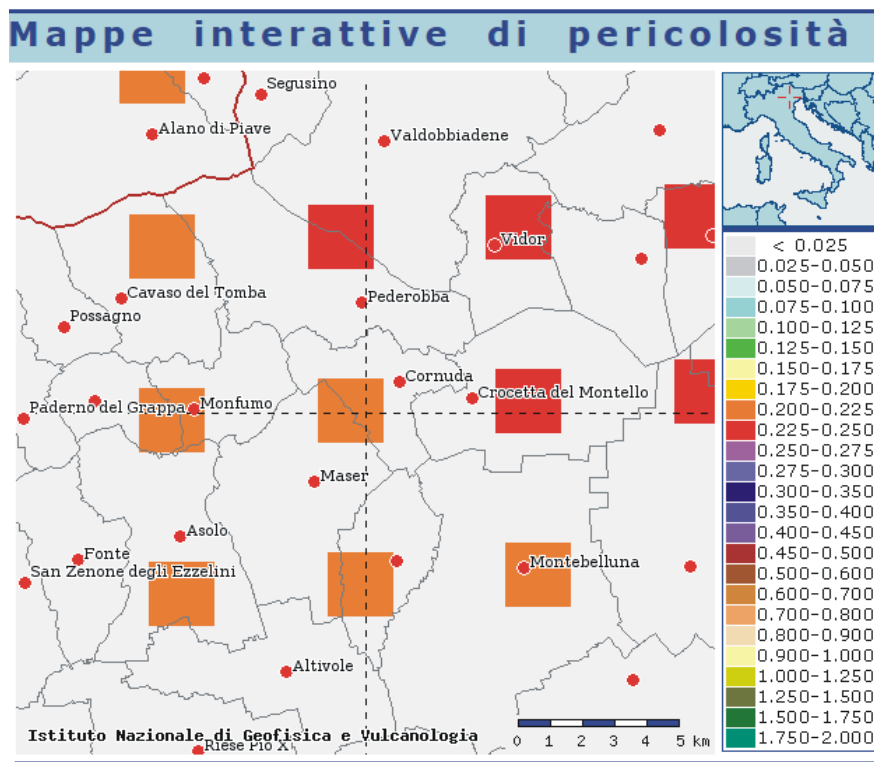 Mappe interattive di pericolosità
Segusino
Alano di Piave
Valdobbiadene
Vidor
Cavaso del Tomba
Pederobba
Possagno
Cornuda
Crocetta del Montello
Paderno del Grappa
Monfumo
Maser
Asolo
Fonte
San Zenone degli Ezzelini
Montebelluna
Altivole
Istituto Nazionale di Geofisica e Vulcanologia
Riese Pio X
0 1 2 3 4 5 km
< 0.025
0.025-0.050
0.050-0.075
0.075-0.100
0.100-0.125
0.125-0.150
0.150-0.175
0.175-0.200
0.200-0.225
0.225-0.250
0.250-0.275
0.275-0.300
0.300-0.350
0.350-0.400
0.400-0.450
0.450-0.500
0.500-0.600
0.600-0.700
0.700-0.800
0.800-0.900
0.900-1.000
1.000-1.250
1.250-1.500
1.500-1.750
1.750-2.000